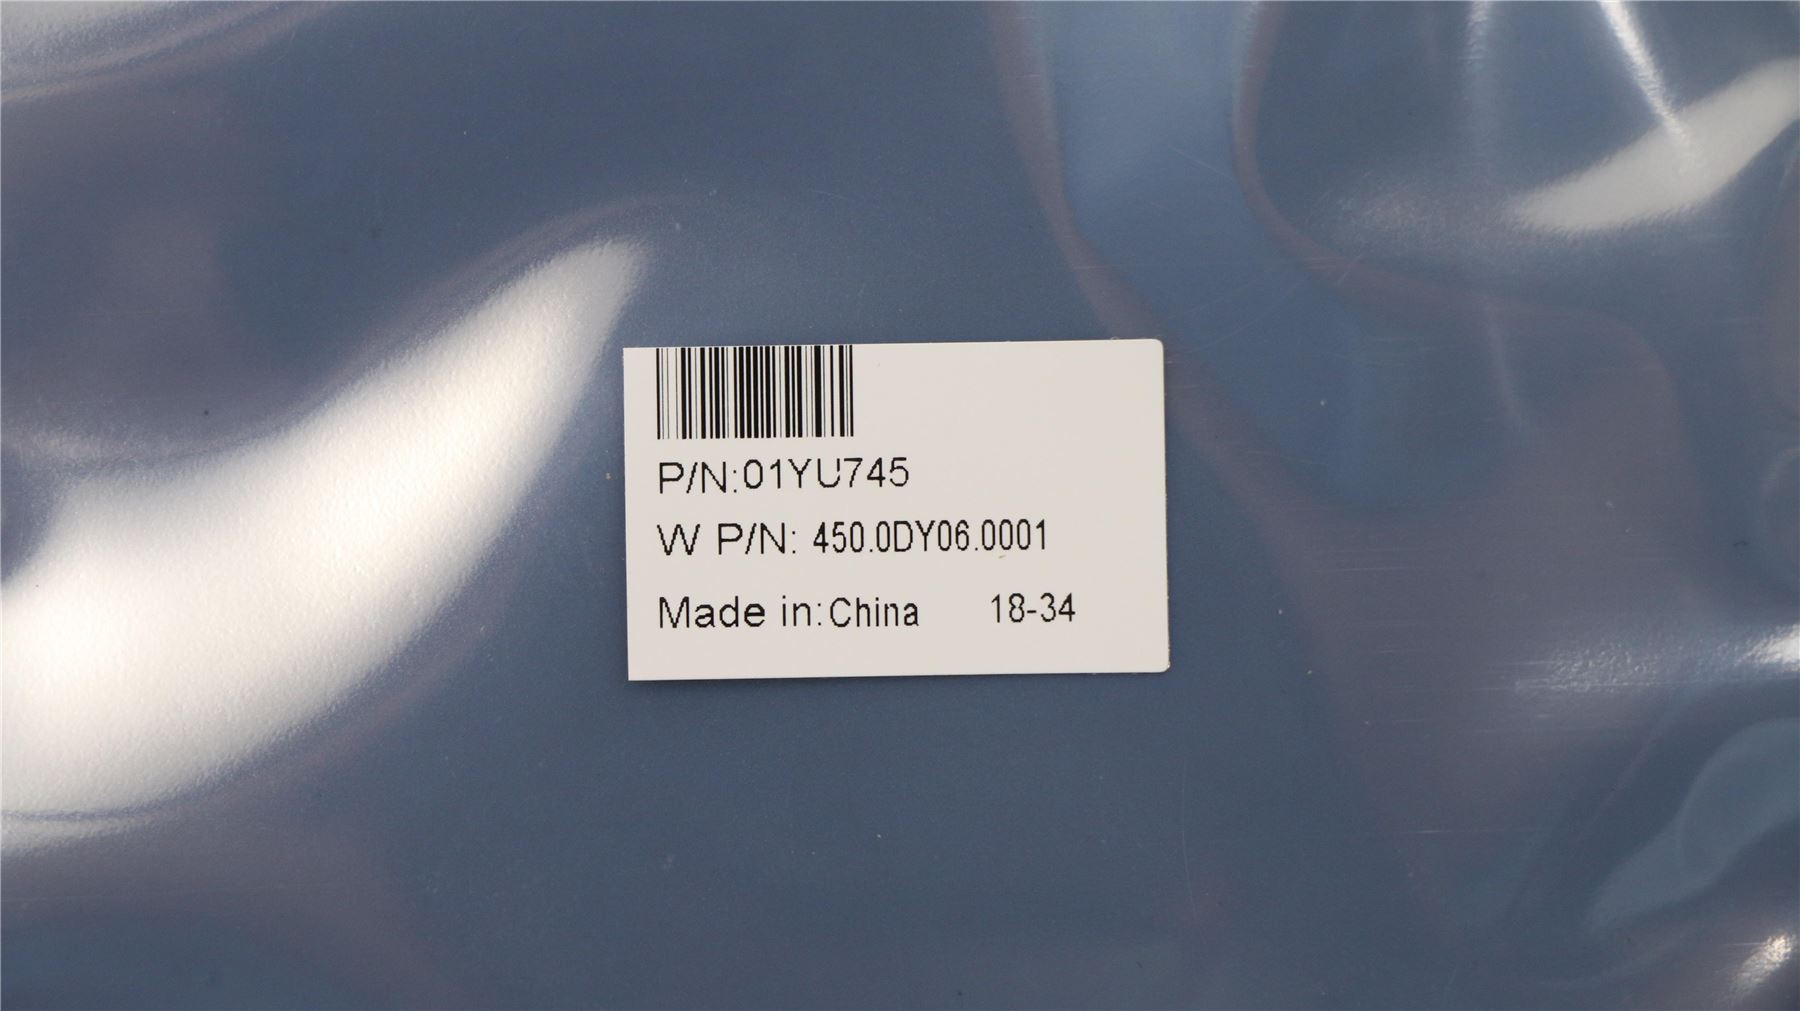 P/N:01YU745
W P/N: 450.0DY06.0001
Made in:China 18-34